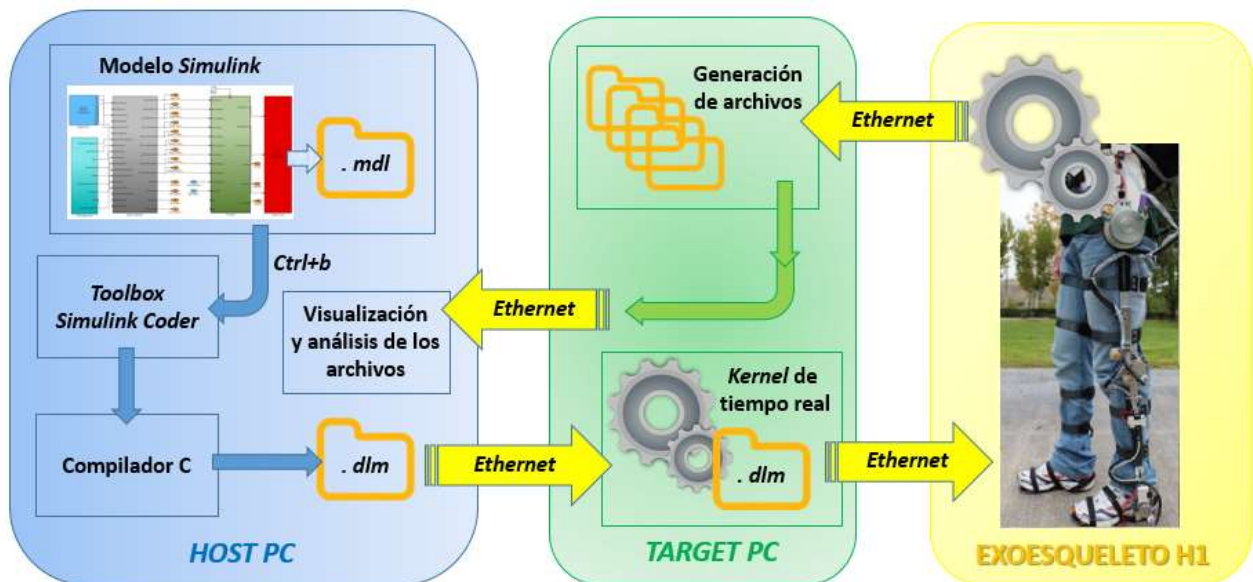 Modelo Simulink
. mdl
Ctrl+b
Toolbox
Simulink Coder
Visualización
y análisis de los
archivos
Compilador C
. dlm
HOST PC
Ethernet
Ethernet
Generación
de archivos
Kernel de
tiempo real
. dlm
TARGET PC
Ethernet
Ethernet
EXOESQUELETO H1